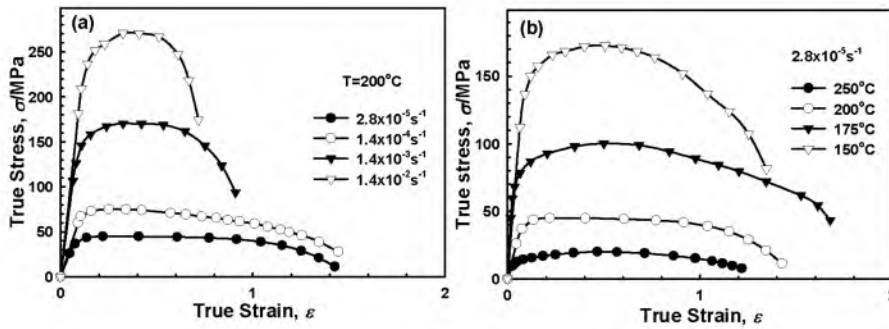 (a)
True Stress, σ/MPa
250
200
150
100
50
0
T=200°C
2.8x10⁻⁵s⁻¹
1.4x10⁻⁴s⁻¹
1.4x10⁻³s⁻¹
1.4x10⁻²s⁻¹
0 1 2
True Strain, ε
(b)
True stress, σ/MPa
150
100
50
0
2.8x10⁻⁵s⁻¹
250°C
200°C
175°C
150°C
0 1 2
True Strain, ε